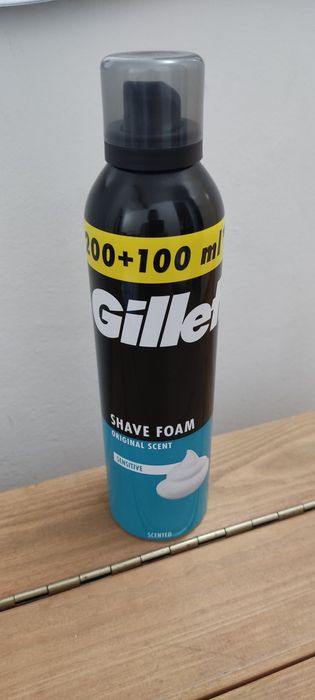 200+100 ml
Gillet
SHAVE FOAM
ORIGINAL SCENT
SENSITIVE
SCENTED